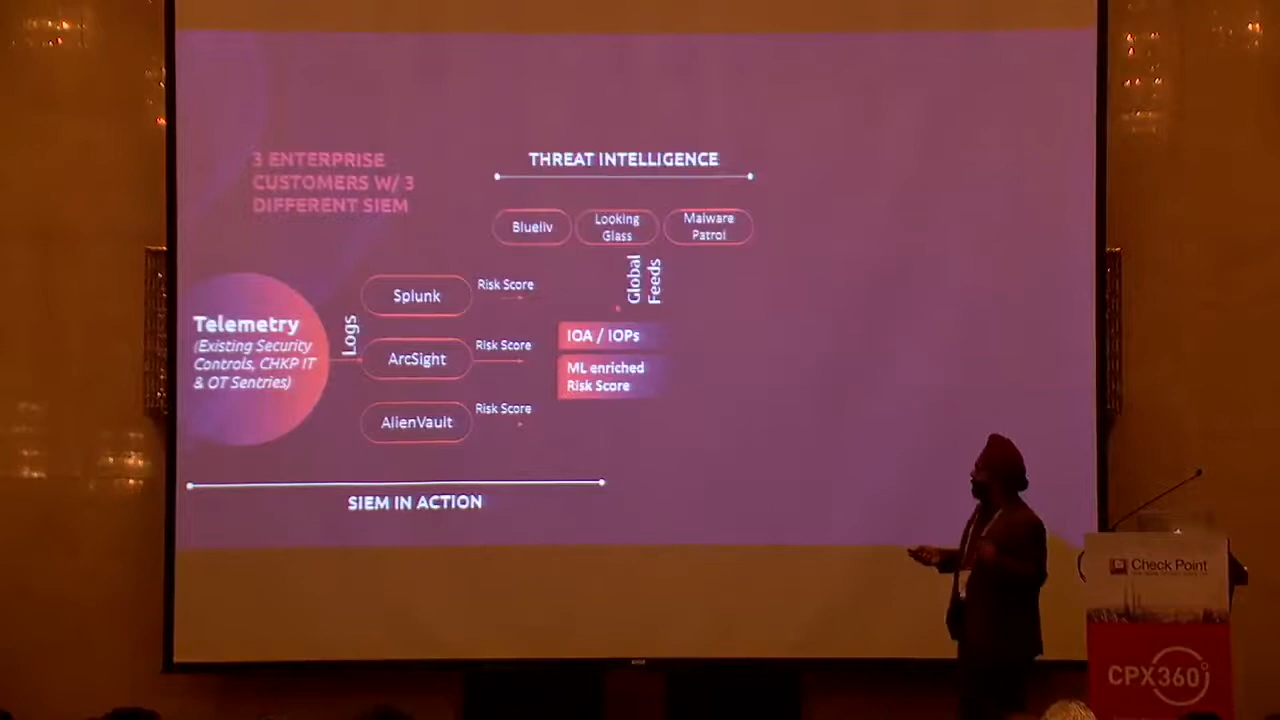 3 ENTERPRISE
CUSTOMERS W/ 3
DIFFERENT SIEM
THREAT INTELLIGENCE
Blueliv
Looking
Glass
Malware
Patrol
Global
Feeds
Telemetry
(Existing Security
Controls, CHKP IT
& OT Sentries)
Logs
Splunk
Risk Score
ArcSight
Risk Score
AlienVault
Risk Score
IOA / IOPs
ML enriched
Risk Score
SIEM IN ACTION
Check Point
CPX360°